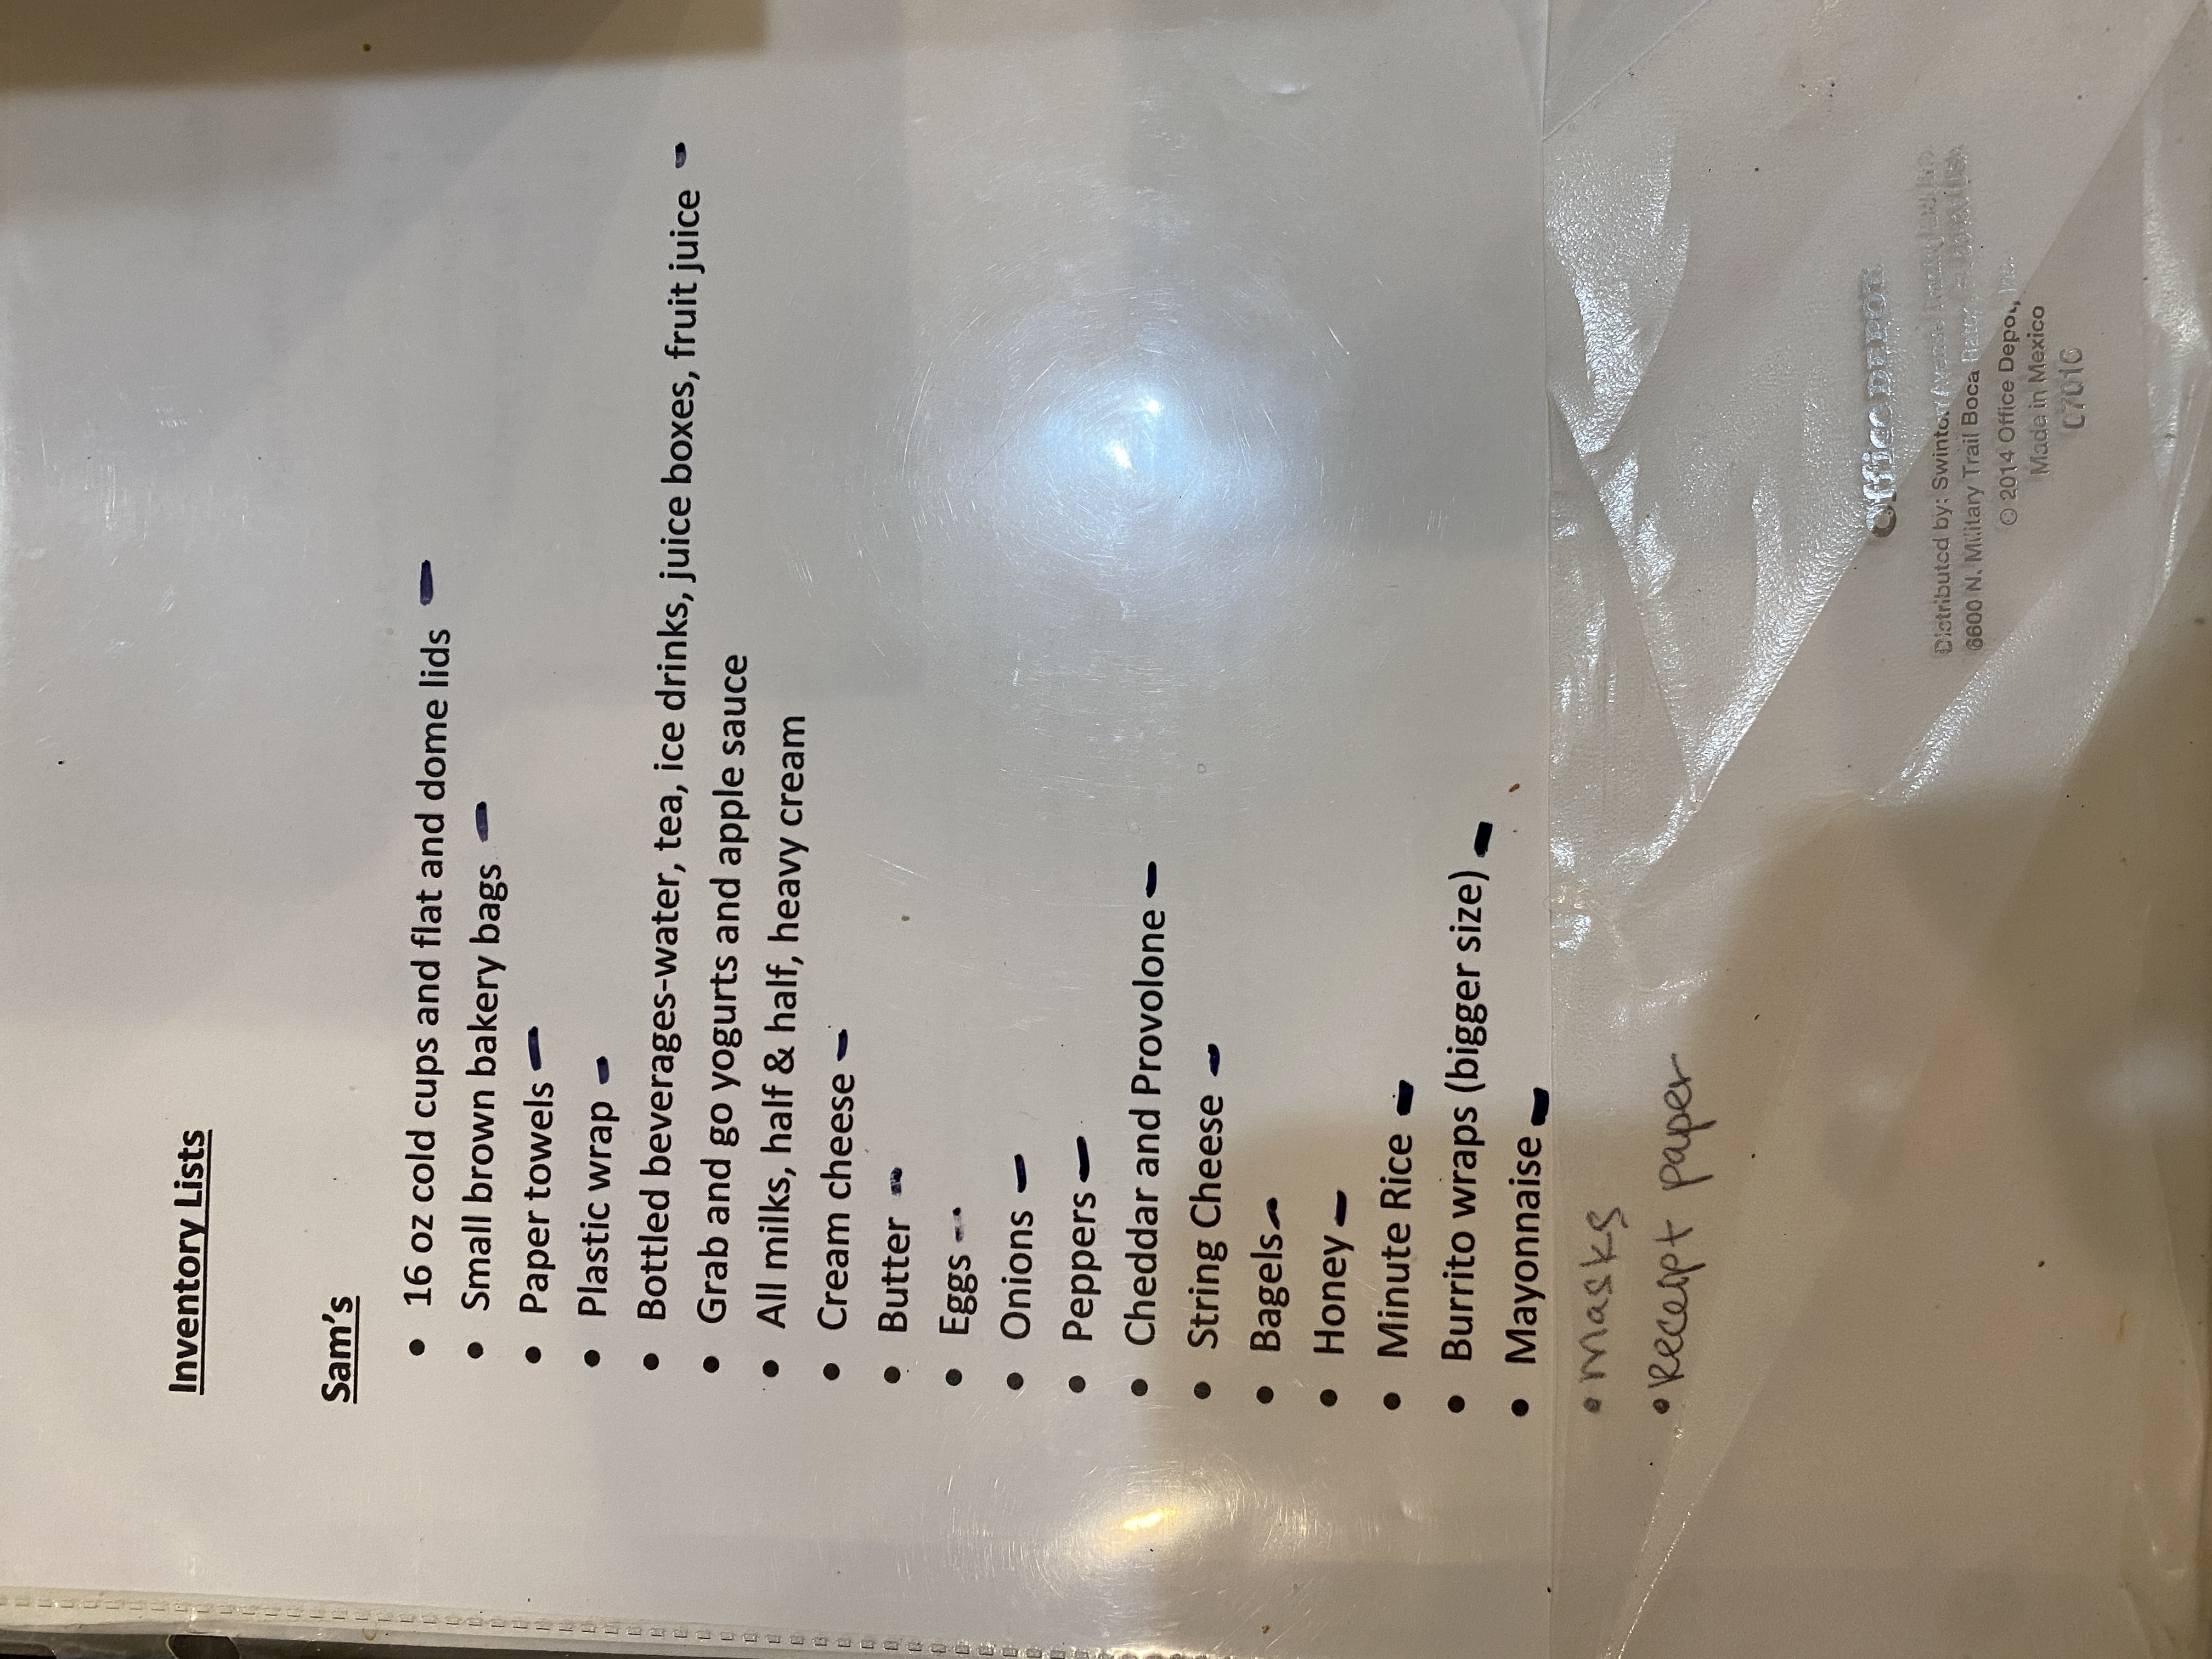 Inventory Lists
Sam's
• 16 oz cold cups and flat and dome lids
• Small brown bakery bags
• Paper towels
• Plastic wrap
• Bottled beverages-water, tea, ice drinks, juice boxes, fruit juice
• Grab and go yogurts and apple sauce
• All milks, half & half, heavy cream
• Cream cheese
• Butter
• Eggs
• Onions
• Peppers
• Cheddar and Provolone
• String Cheese
• Bagels
• Honey
• Minute Rice
• Burrito wraps (bigger size)
• Mayonnaise
• Masks
• Receipt paper
Office DEPOT
Distributed by: Swinton Avenue
6600 N. Military Trail Boca Raton,
© 2014 Office Depot, Inc.
Made in Mexico